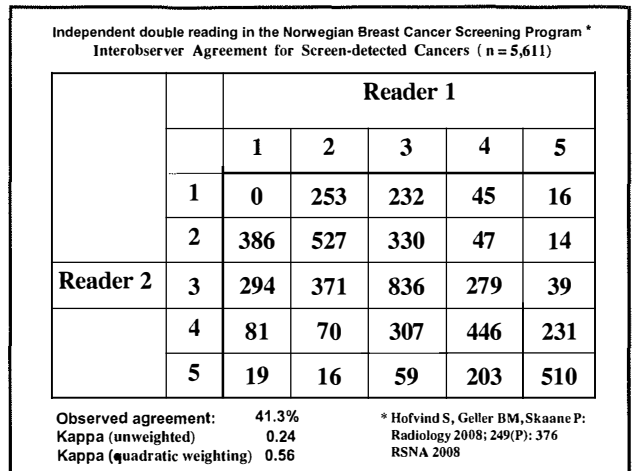 Independent double reading in the Norwegian Breast Cancer Screening Program *
Interobserver Agreement for Screen-detected Cancers ( n = 5,611)
Reader 1
1 2 3 4 5
1 0 253 232 45 16
2 386 527 330 47 14
Reader 2 3 294 371 836 279 39
4 81 70 307 446 231
5 19 16 59 203 510
Observed agreement: 41.3%
Kappa (unweighted) 0.24
Kappa (quadratic weighting) 0.56
* Hofvind S, Geller BM, Skaane P:
Radiology 2008; 249(P): 376
RSNA 2008